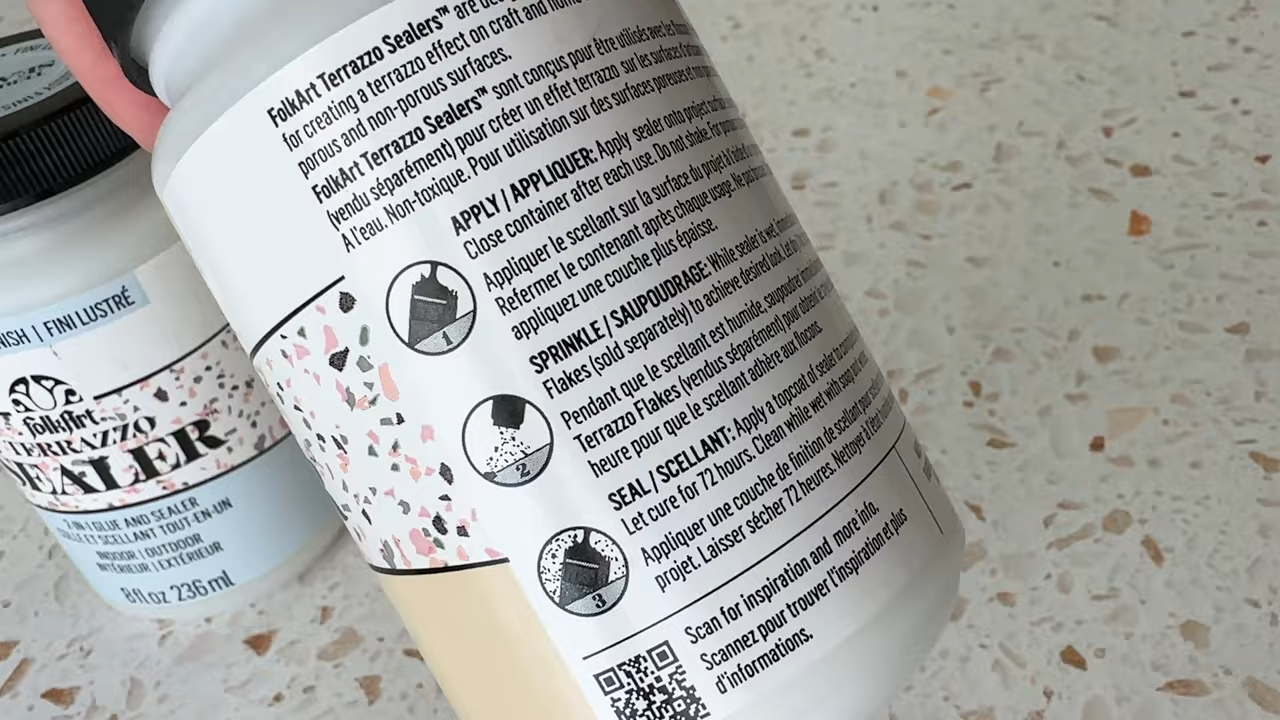 FolkArt Terrazzo Sealers™ are
for creating a terrazzo effect on craft and home
porous and non-porous surfaces.
FolkArt Terrazzo Sealers™ sont conçus pour être utilisés avec les
(vendu séparément) pour créer un effet terrazzo sur les surfaces
À l'eau. Non-toxique. Pour utilisation sur des surfaces poreuses et
APPLY / APPLIQUER: Apply sealer onto project surface
Close container after each use. Do not shake. For
Appliquer le scellant sur la surface du projet
Refermer le contenant après chaque usage. Ne pas
appliquez une couche plus épaisse.
SPRINKLE / SAUPOUDRAGE: While sealer is wet,
Flakes (sold separately) to achieve desired look. Let dry
Pendant que le scellant est humide, saupoudrer
Terrazzo Flakes (vendus séparément) pour obtenir le
heure pour que le scellant adhère aux flocons.
SEAL / SCELLANT: Apply a topcoat of sealer to
Let cure for 72 hours. Clean while wet with soap and
Appliquer une couche de finition de scellant pour
projet. Laisser sécher 72 heures. Nettoyer à l'état
1
2
3
Scan for inspiration and more info.
Scannez pour trouver l'inspiration et plus
d'informations.
FINI LUSTRÉ
folkArt
TERRAZZO
SEALER
2-IN-1 GLUE AND SEALER
SCELLANT TOUT-EN-UN
INDOOR | OUTDOOR
INTÉRIEUR | EXTÉRIEUR
8 fl oz 236 ml